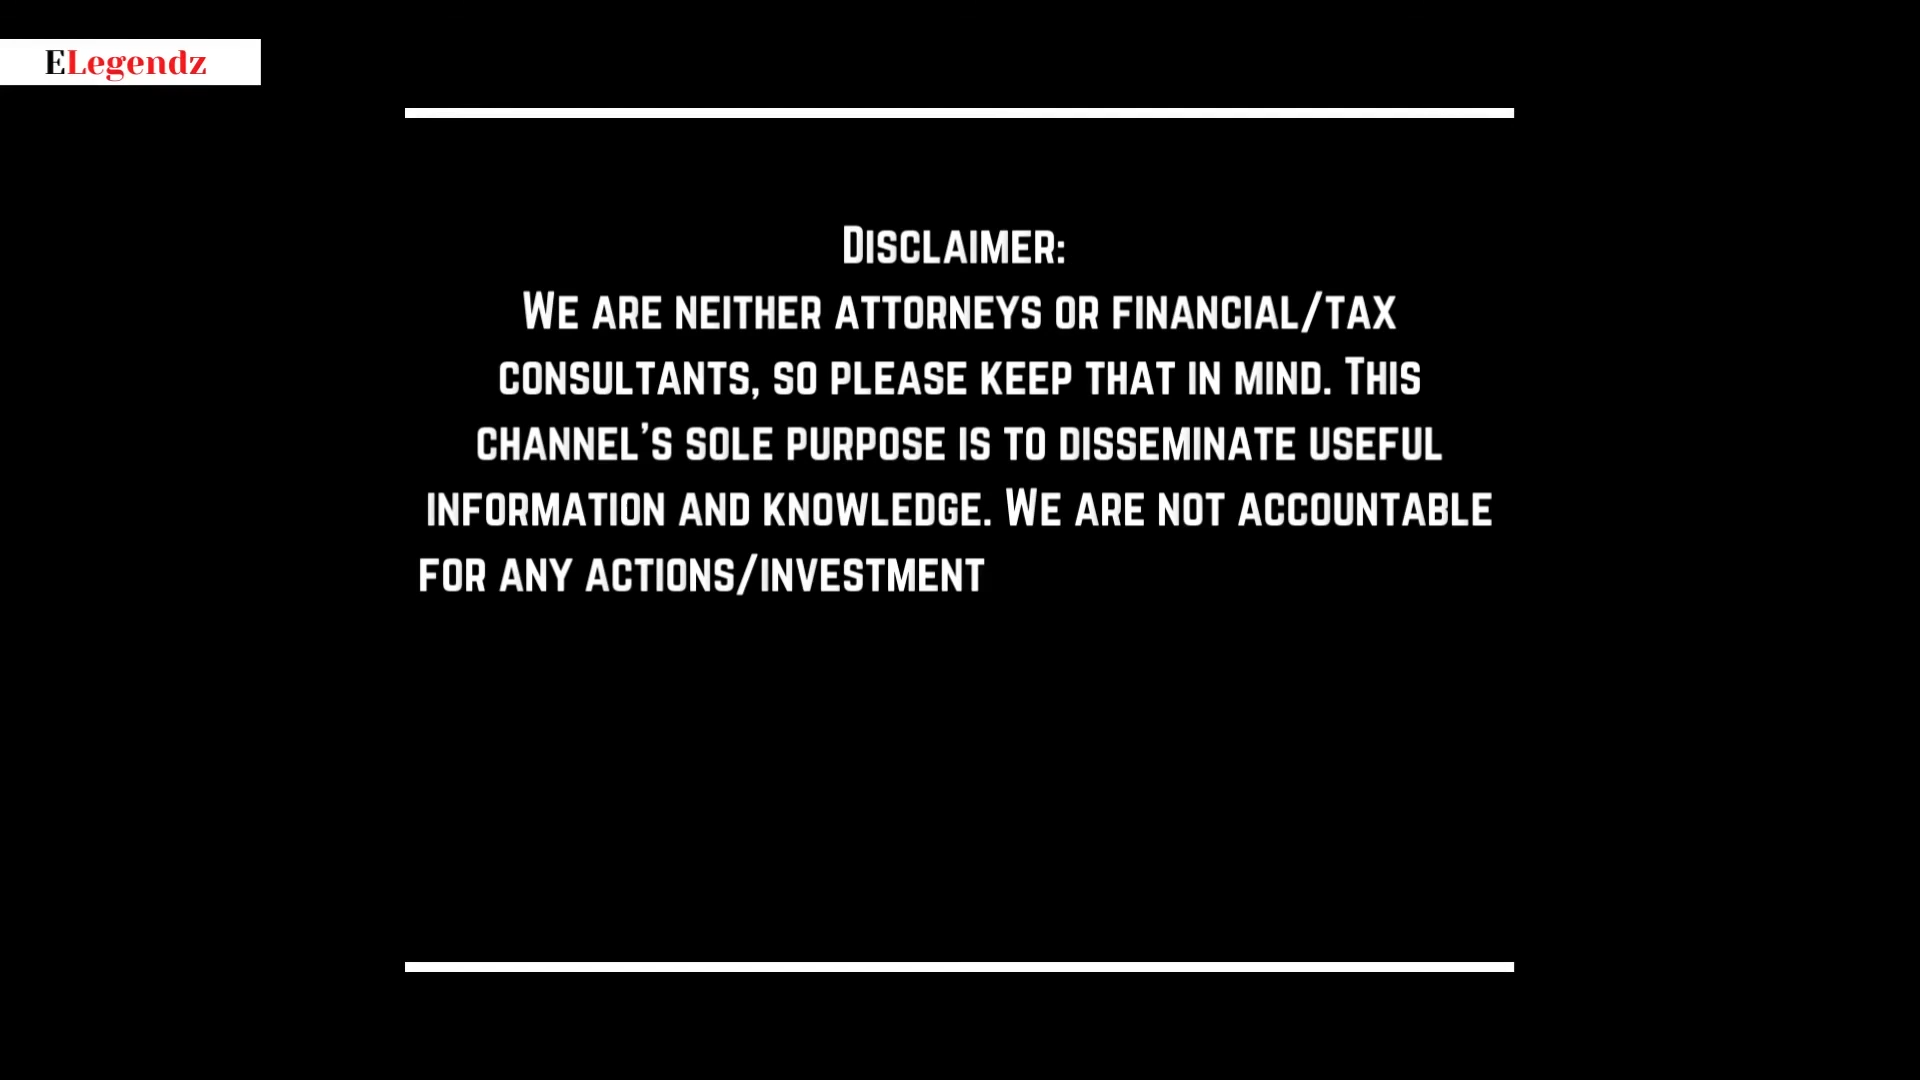 ELegendz
Disclaimer:
We are neither attorneys or financial/tax
consultants, so please keep that in mind. This
channel's sole purpose is to disseminate useful
information and knowledge. We are not accountable
for any actions/investment